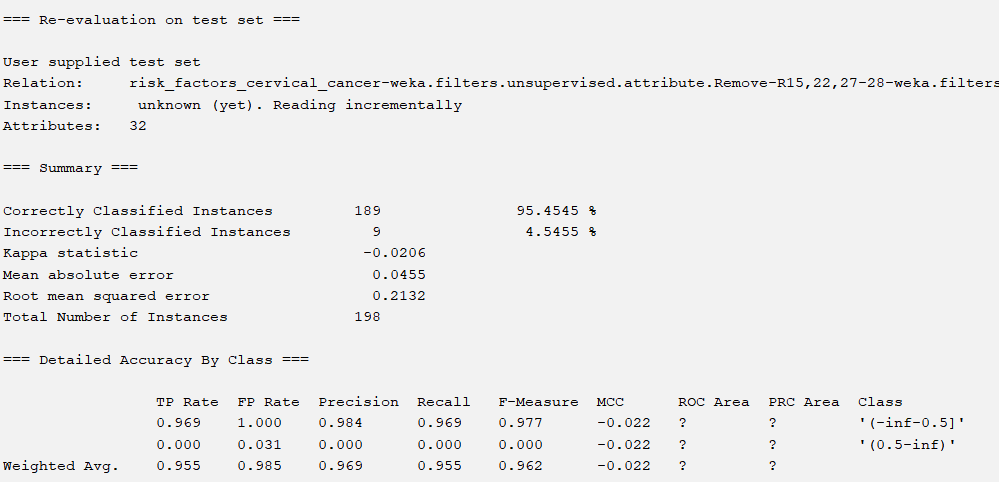 === Re-evaluation on test set ===
User supplied test set
Relation:     risk_factors_cervical_cancer-weka.filters.unsupervised.attribute.Remove-R15,22,27-28-weka.filters
Instances:     unknown (yet). Reading incrementally
Attributes:   32
=== Summary ===
Correctly Classified Instances         189               95.4545 %
Incorrectly Classified Instances         9                4.5455 %
Kappa statistic                         -0.0206
Mean absolute error                      0.0455
Root mean squared error                  0.2132
Total Number of Instances              198
=== Detailed Accuracy By Class ===
                 TP Rate  FP Rate  Precision  Recall   F-Measure  MCC      ROC Area  PRC Area  Class
                 0.969    1.000    0.984      0.969    0.977      -0.022   ?         ?         '(-inf-0.5]'
                 0.000    0.031    0.000      0.000    0.000      -0.022   ?         ?         '(0.5-inf)'
Weighted Avg.    0.955    0.985    0.969      0.955    0.962      -0.022   ?         ?